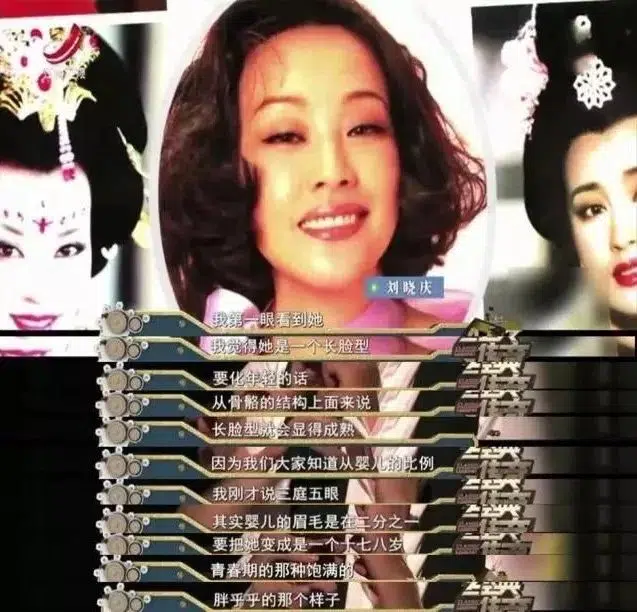 刘晓庆
我第一眼看到她
我觉得她是一个长脸型
要化年轻的话
从骨骼的结构上面来说
长脸型就会显得成熟
因为我们大家知道从婴儿的比例
我刚才说三庭五眼
其实婴儿的眉毛是在二分之一
要把她变成是一个十七八岁
青春期的那种饱满的
胖乎乎的那个样子